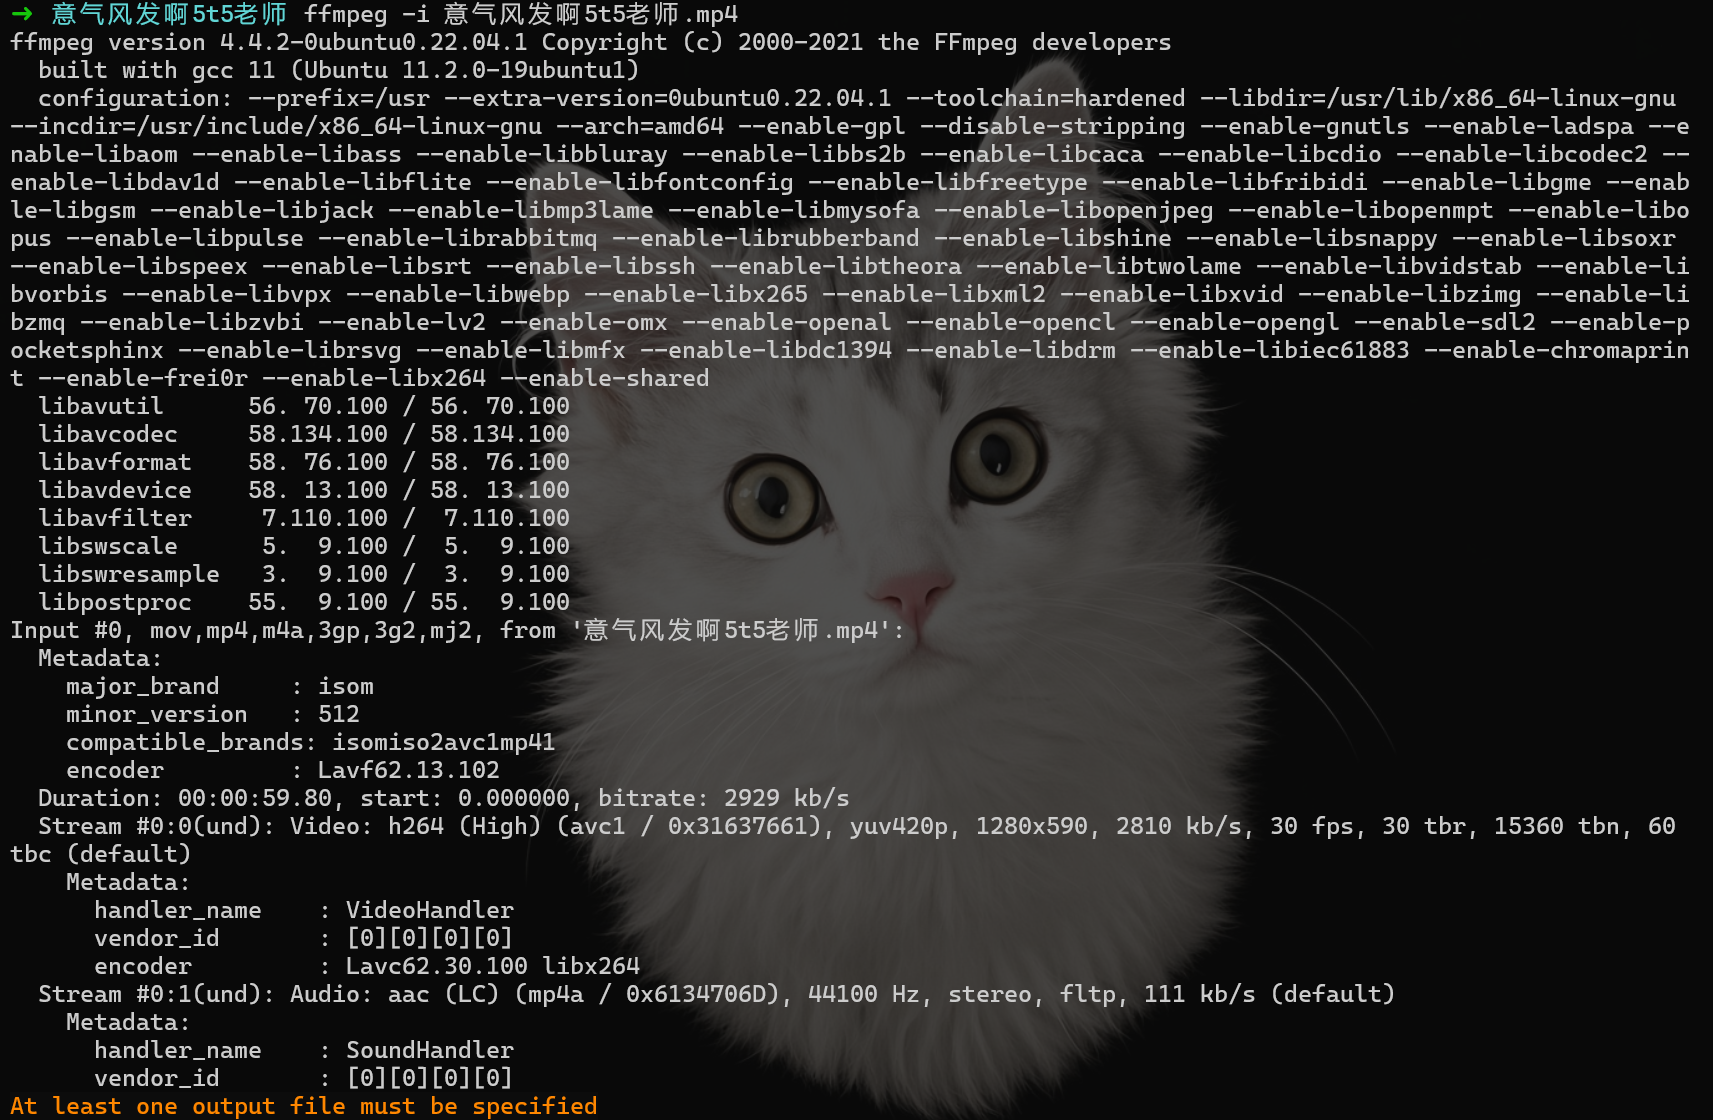 ➜ 意气风发啊5t5老师 ffmpeg -i 意气风发啊5t5老师.mp4
ffmpeg version 4.4.2-0ubuntu0.22.04.1 Copyright (c) 2000-2021 the FFmpeg developers
  built with gcc 11 (Ubuntu 11.2.0-19ubuntu1)
  configuration: --prefix=/usr --extra-version=0ubuntu0.22.04.1 --toolchain=hardened --libdir=/usr/lib/x86_64-linux-gnu
--incdir=/usr/include/x86_64-linux-gnu --arch=amd64 --enable-gpl --disable-stripping --enable-gnutls --enable-ladspa --e
nable-libaom --enable-libass --enable-libbluray --enable-libbs2b --enable-libcaca --enable-libcdio --enable-libcodec2 --
enable-libdav1d --enable-libflite --enable-libfontconfig --enable-libfreetype --enable-libfribidi --enable-libgme --enab
le-libgsm --enable-libjack --enable-libmp3lame --enable-libmysofa --enable-libopenjpeg --enable-libopenmpt --enable-libo
pus --enable-libpulse --enable-librabbitmq --enable-librubberband --enable-libshine --enable-libsnappy --enable-libsoxr
--enable-libspeex --enable-libsrt --enable-libssh --enable-libtheora --enable-libtwolame --enable-libvidstab --enable-li
bvorbis --enable-libvpx --enable-libwebp --enable-libx265 --enable-libxml2 --enable-libxvid --enable-libzimg --enable-li
bzmq --enable-libzvbi --enable-lv2 --enable-omx --enable-openal --enable-opencl --enable-opengl --enable-sdl2 --enable-p
ocketsphinx --enable-librsvg --enable-libmfx --enable-libdc1394 --enable-libdrm --enable-libiec61883 --enable-chromaprin
t --enable-frei0r --enable-libx264 --enable-shared
  libavutil      56. 70.100 / 56. 70.100
  libavcodec     58.134.100 / 58.134.100
  libavformat    58. 76.100 / 58. 76.100
  libavdevice    58. 13.100 / 58. 13.100
  libavfilter     7.110.100 /  7.110.100
  libswscale      5.  9.100 /  5.  9.100
  libswresample   3.  9.100 /  3.  9.100
  libpostproc    55.  9.100 / 55.  9.100
Input #0, mov,mp4,m4a,3gp,3g2,mj2, from '意气风发啊5t5老师.mp4':
  Metadata:
    major_brand     : isom
    minor_version   : 512
    compatible_brands: isomiso2avc1mp41
    encoder         : Lavf62.13.102
  Duration: 00:00:59.80, start: 0.000000, bitrate: 2929 kb/s
  Stream #0:0(und): Video: h264 (High) (avc1 / 0x31637661), yuv420p, 1280x590, 2810 kb/s, 30 fps, 30 tbr, 15360 tbn, 60
tbc (default)
    Metadata:
      handler_name    : VideoHandler
      vendor_id       : [0][0][0][0]
      encoder         : Lavc62.30.100 libx264
  Stream #0:1(und): Audio: aac (LC) (mp4a / 0x6134706D), 44100 Hz, stereo, fltp, 111 kb/s (default)
    Metadata:
      handler_name    : SoundHandler
      vendor_id       : [0][0][0][0]
At least one output file must be specified